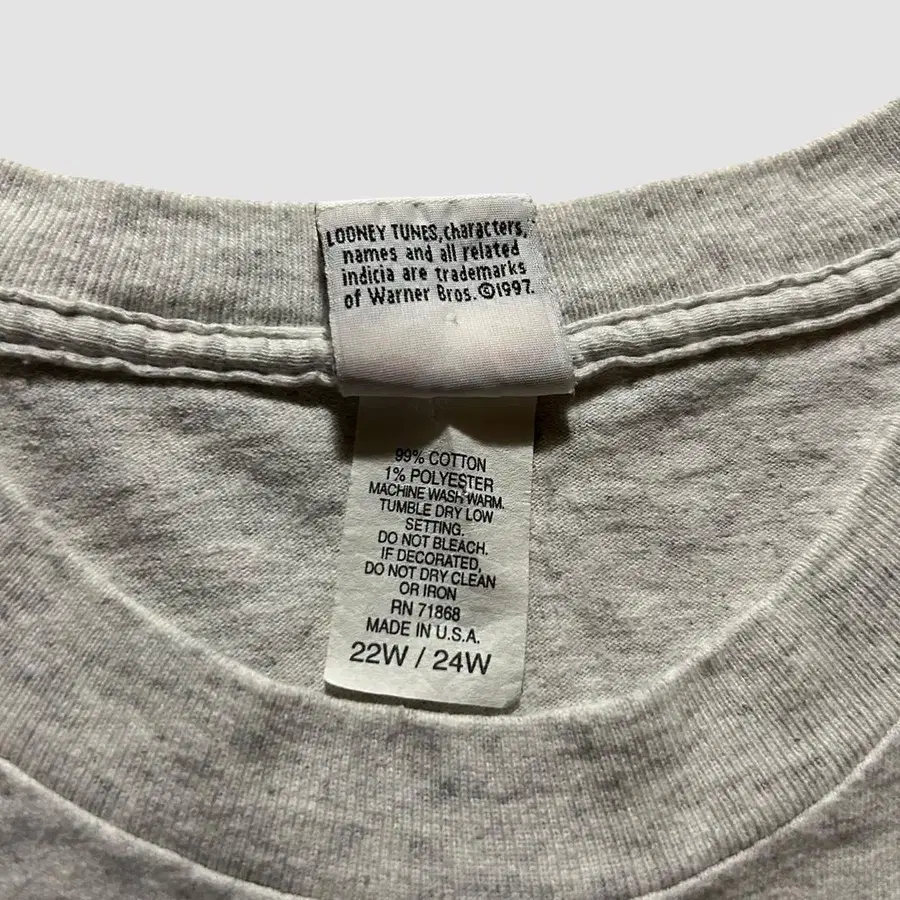 LOONEY TUNES, characters,
names and all related
indicia are trademarks
of Warner Bros. ©1997.
99% COTTON
1% POLYESTER
MACHINE WASH WARM.
TUMBLE DRY LOW
SETTING.
DO NOT BLEACH.
IF DECORATED,
DO NOT DRY CLEAN
OR IRON
RN 71868
MADE IN U.S.A.
22W / 24W